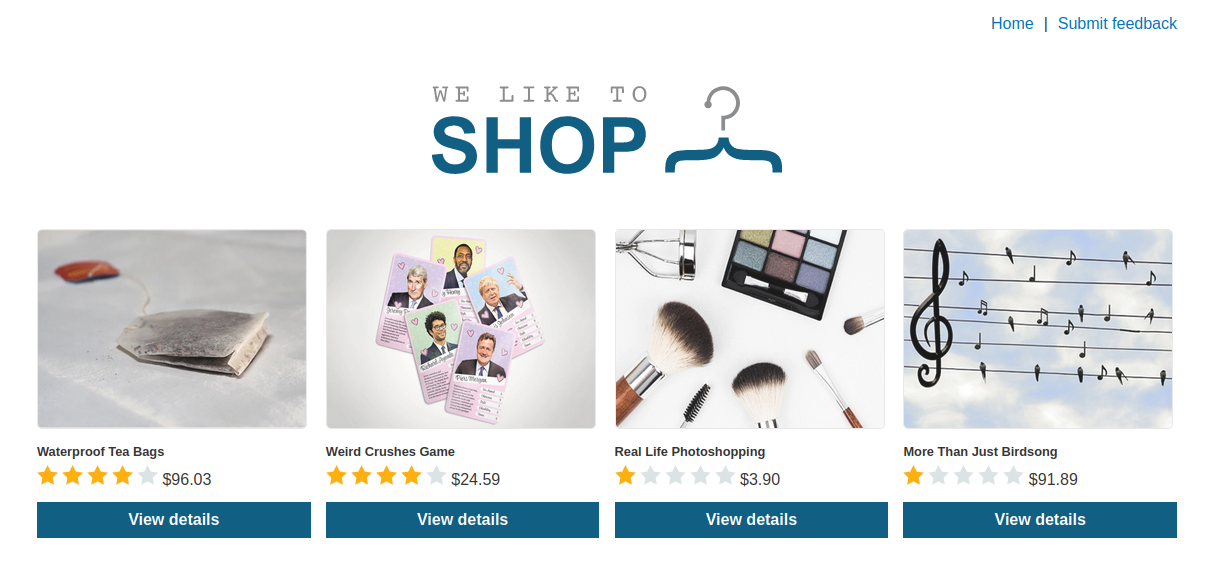 Home | Submit feedback
WE LIKE TO
SHOP
Waterproof Tea Bags
Weird Crushes Game
Real Life Photoshopping
More Than Just Birdsong
$96.03
$24.59
$3.90
$91.89
View details
View details
View details
View details